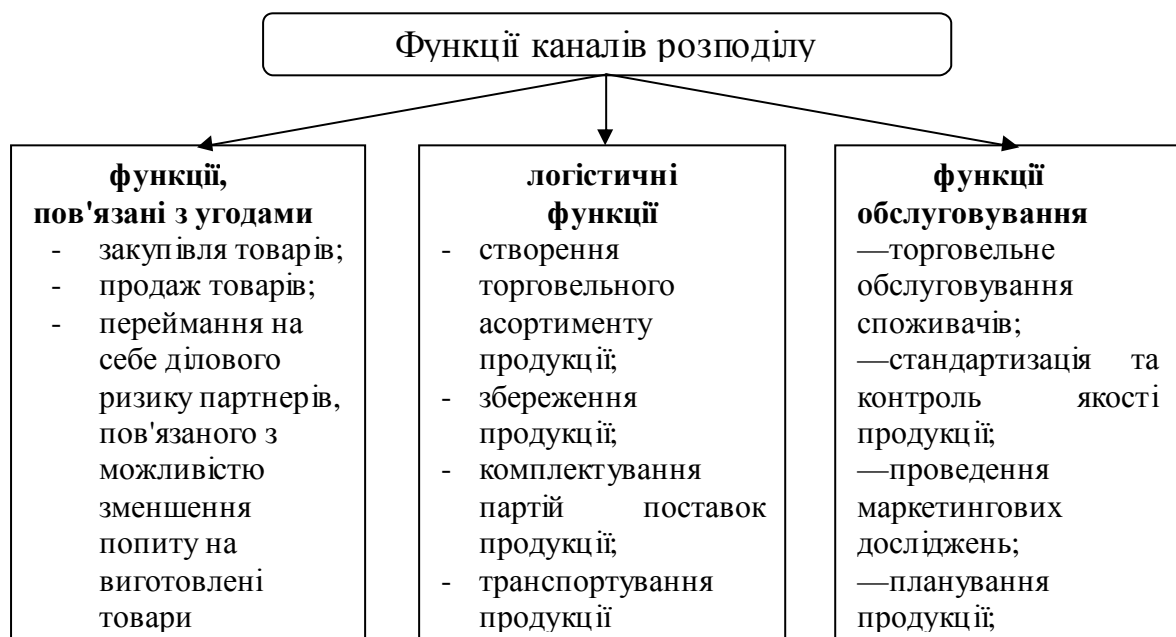 Функції каналів розподілу
функції,
пов'язані з угодами
- закупівля товарів;
- продаж товарів;
- переймання на
себе ділового
ризику партнерів,
пов'язаного з
можливістю
зменшення
попиту на
виготовлені
товари
логістичні
функції
- створення
торговельного
асортименту
продукції;
- збереження
продукції;
- комплектування
партій поставок
продукції;
- транспортування
продукції
функції
обслуговування
—торговельне
обслуговування
споживачів;
—стандартизація та
контроль якості
продукції;
—проведення
маркетингових
досліджень;
—планування
продукції;